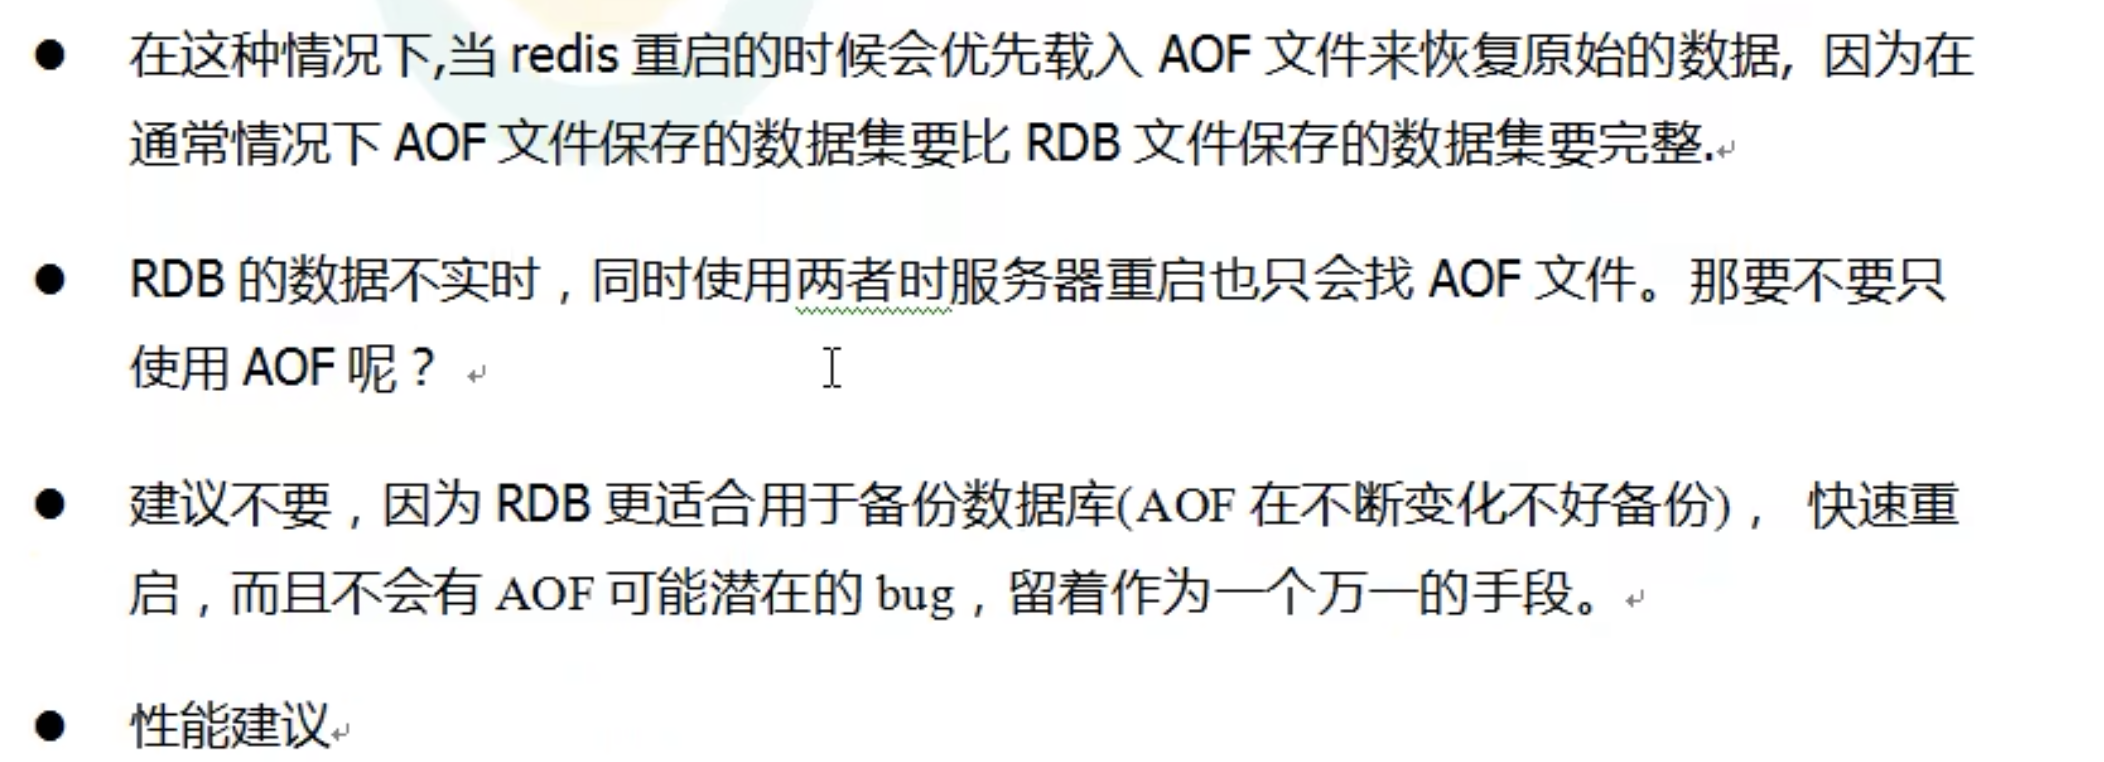 ● 在这种情况下,当 redis 重启的时候会优先载入 AOF 文件来恢复原始的数据, 因为在
通常情况下 AOF 文件保存的数据集要比 RDB 文件保存的数据集要完整.
● RDB 的数据不实时，同时使用两者时服务器重启也只会找 AOF 文件。那要不要只
使用 AOF 呢？
● 建议不要，因为 RDB 更适合用于备份数据库(AOF 在不断变化不好备份)， 快速重
启，而且不会有 AOF 可能潜在的 bug，留着作为一个万一的手段。
● 性能建议